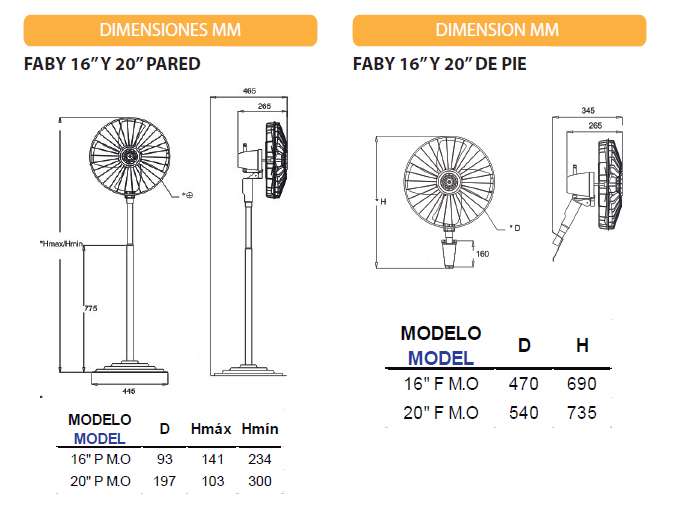 DIMENSIONES MM
FABY 16” Y 20” PARED
465
265
*Hmax/Hmin
775
445
MODELO
MODEL D Hmáx Hmín
16" P M.O 93 141 234
20" P M.O 197 103 300
DIMENSION MM
FABY 16” Y 20” DE PIE
345
265
* H
* D
160
MODELO
MODEL D H
16" F M.O 470 690
20" F M.O 540 735